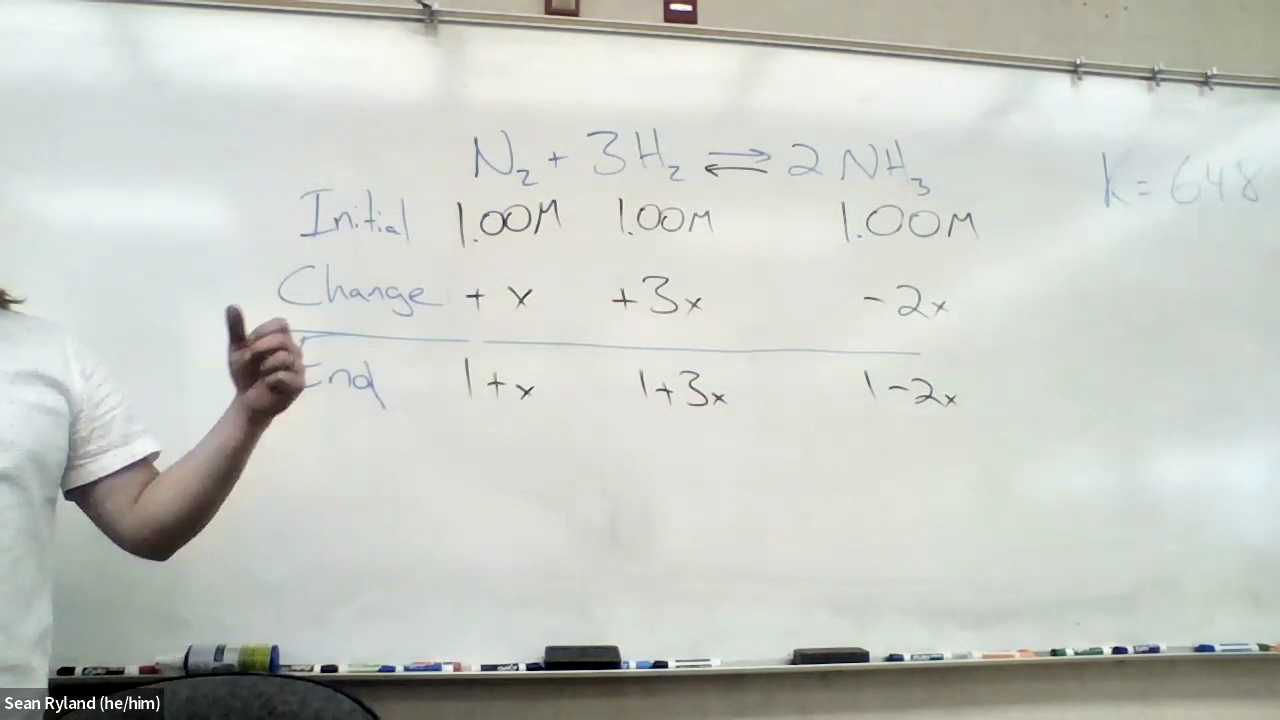 N₂ + 3H₂ ⇌ 2 NH₃
K = 648
Initial 1.00M 1.00M 1.00M
Change + x +3x -2x
End 1+x 1+3x 1-2x
Sean Ryland (he/him)